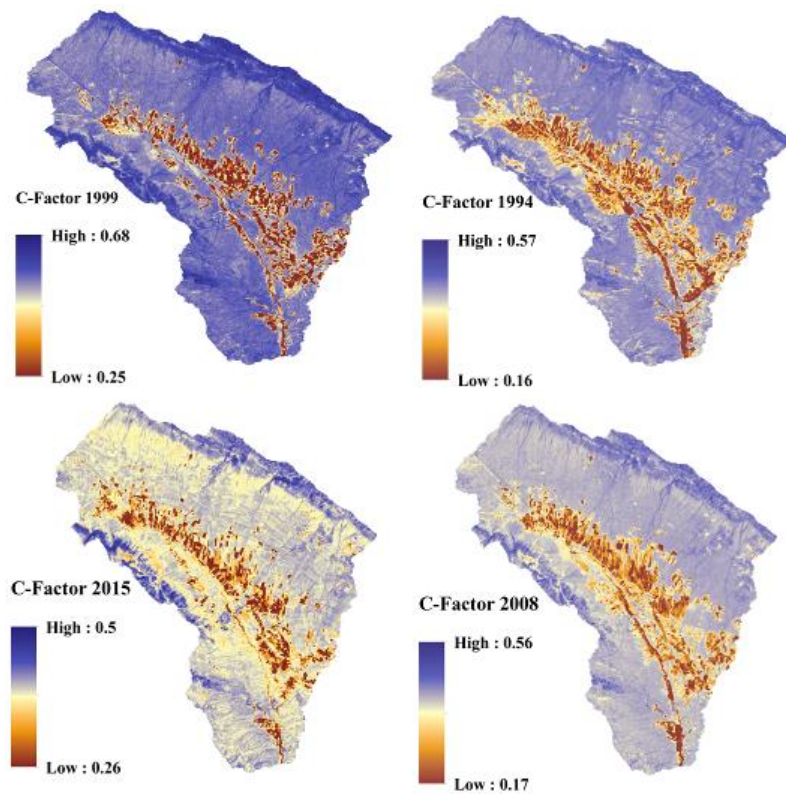 C-Factor 1999
High : 0.68
Low : 0.25
C-Factor 1994
High : 0.57
Low : 0.16
C-Factor 2015
High : 0.5
Low : 0.26
C-Factor 2008
High : 0.56
Low : 0.17